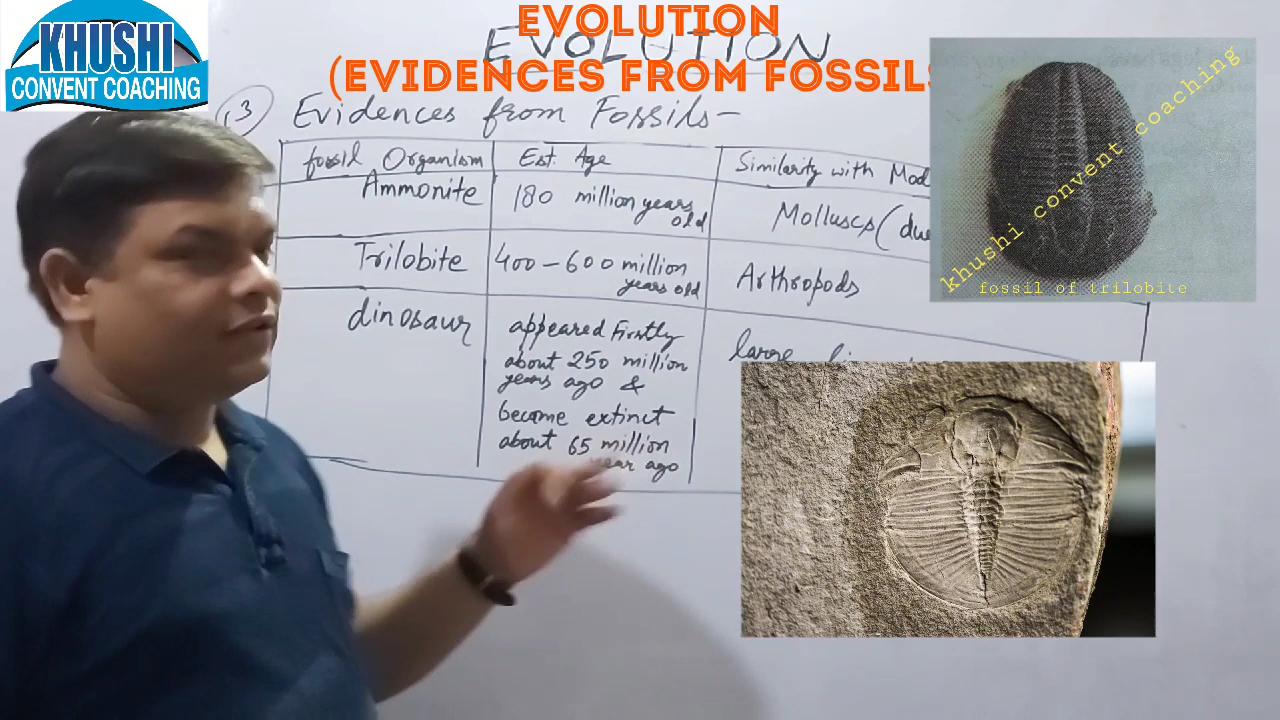 KHUSHI
CONVENT COACHING
EVOLUTION
EVOLUTION
(EVIDENCES FROM FOSSILS
3 Evidences from Fossils-
fossil Organism
Est. Age
Similarity with Mod
Ammonite
180 million years
old
Molluscs (due
Trilobite
400-600 million
years old
Arthropods
dinosaur
appeared Firstly
about 250 million
years ago &
become extinct
about 65 million
year ago
large
khushi convent coaching
fossil of trilobite